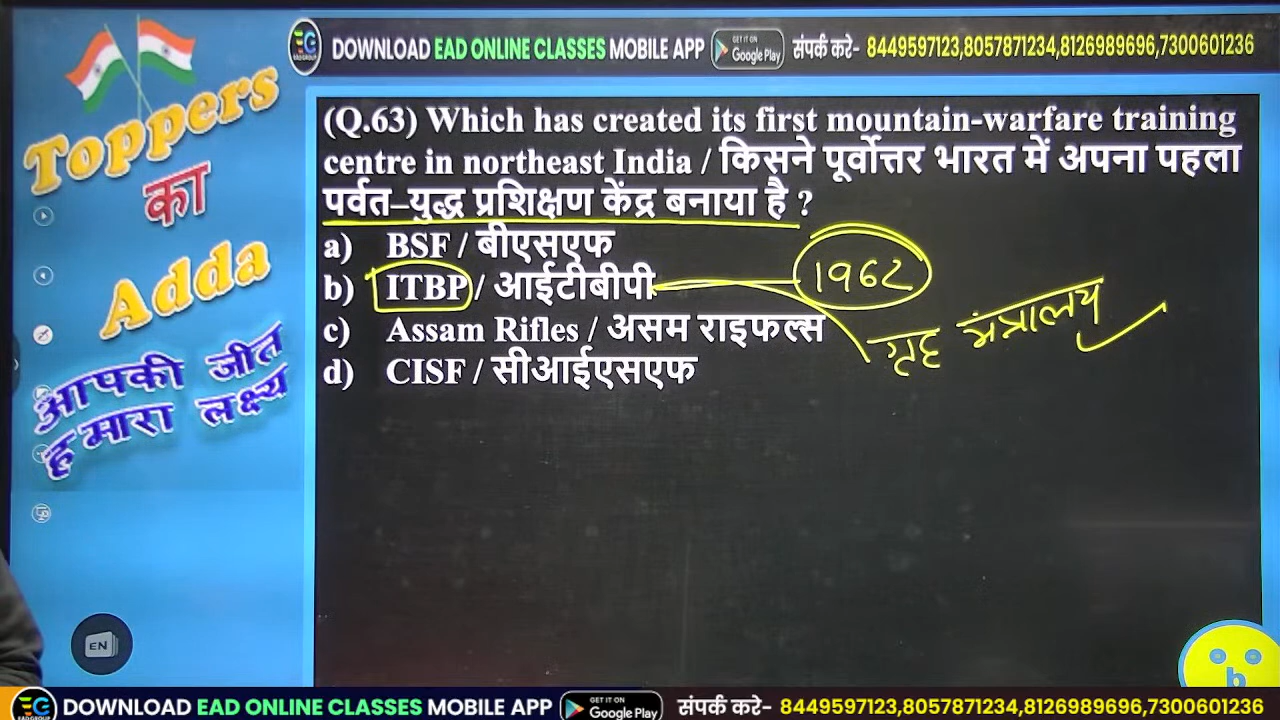 DOWNLOAD EAD ONLINE CLASSES MOBILE APP GET IT ON Google Play संपर्क करे- 8449597123,8057871234,8126989696,7300601236
Toppers
का
Adda
आपकी जीत
हमारा लक्ष्य
(Q.63) Which has created its first mountain-warfare training
centre in northeast India / किसने पूर्वोत्तर भारत में अपना पहला
पर्वत–युद्ध प्रशिक्षण केंद्र बनाया है ?
a) BSF / बीएसएफ
b) ITBP / आईटीबीपी 1962
c) Assam Rifles / असम राइफल्स गृह मंत्रालय
d) CISF / सीआईएसएफ
EN
b
DOWNLOAD EAD ONLINE CLASSES MOBILE APP GET IT ON Google Play संपर्क करे- 8449597123,8057871234,8126989696,7300601236